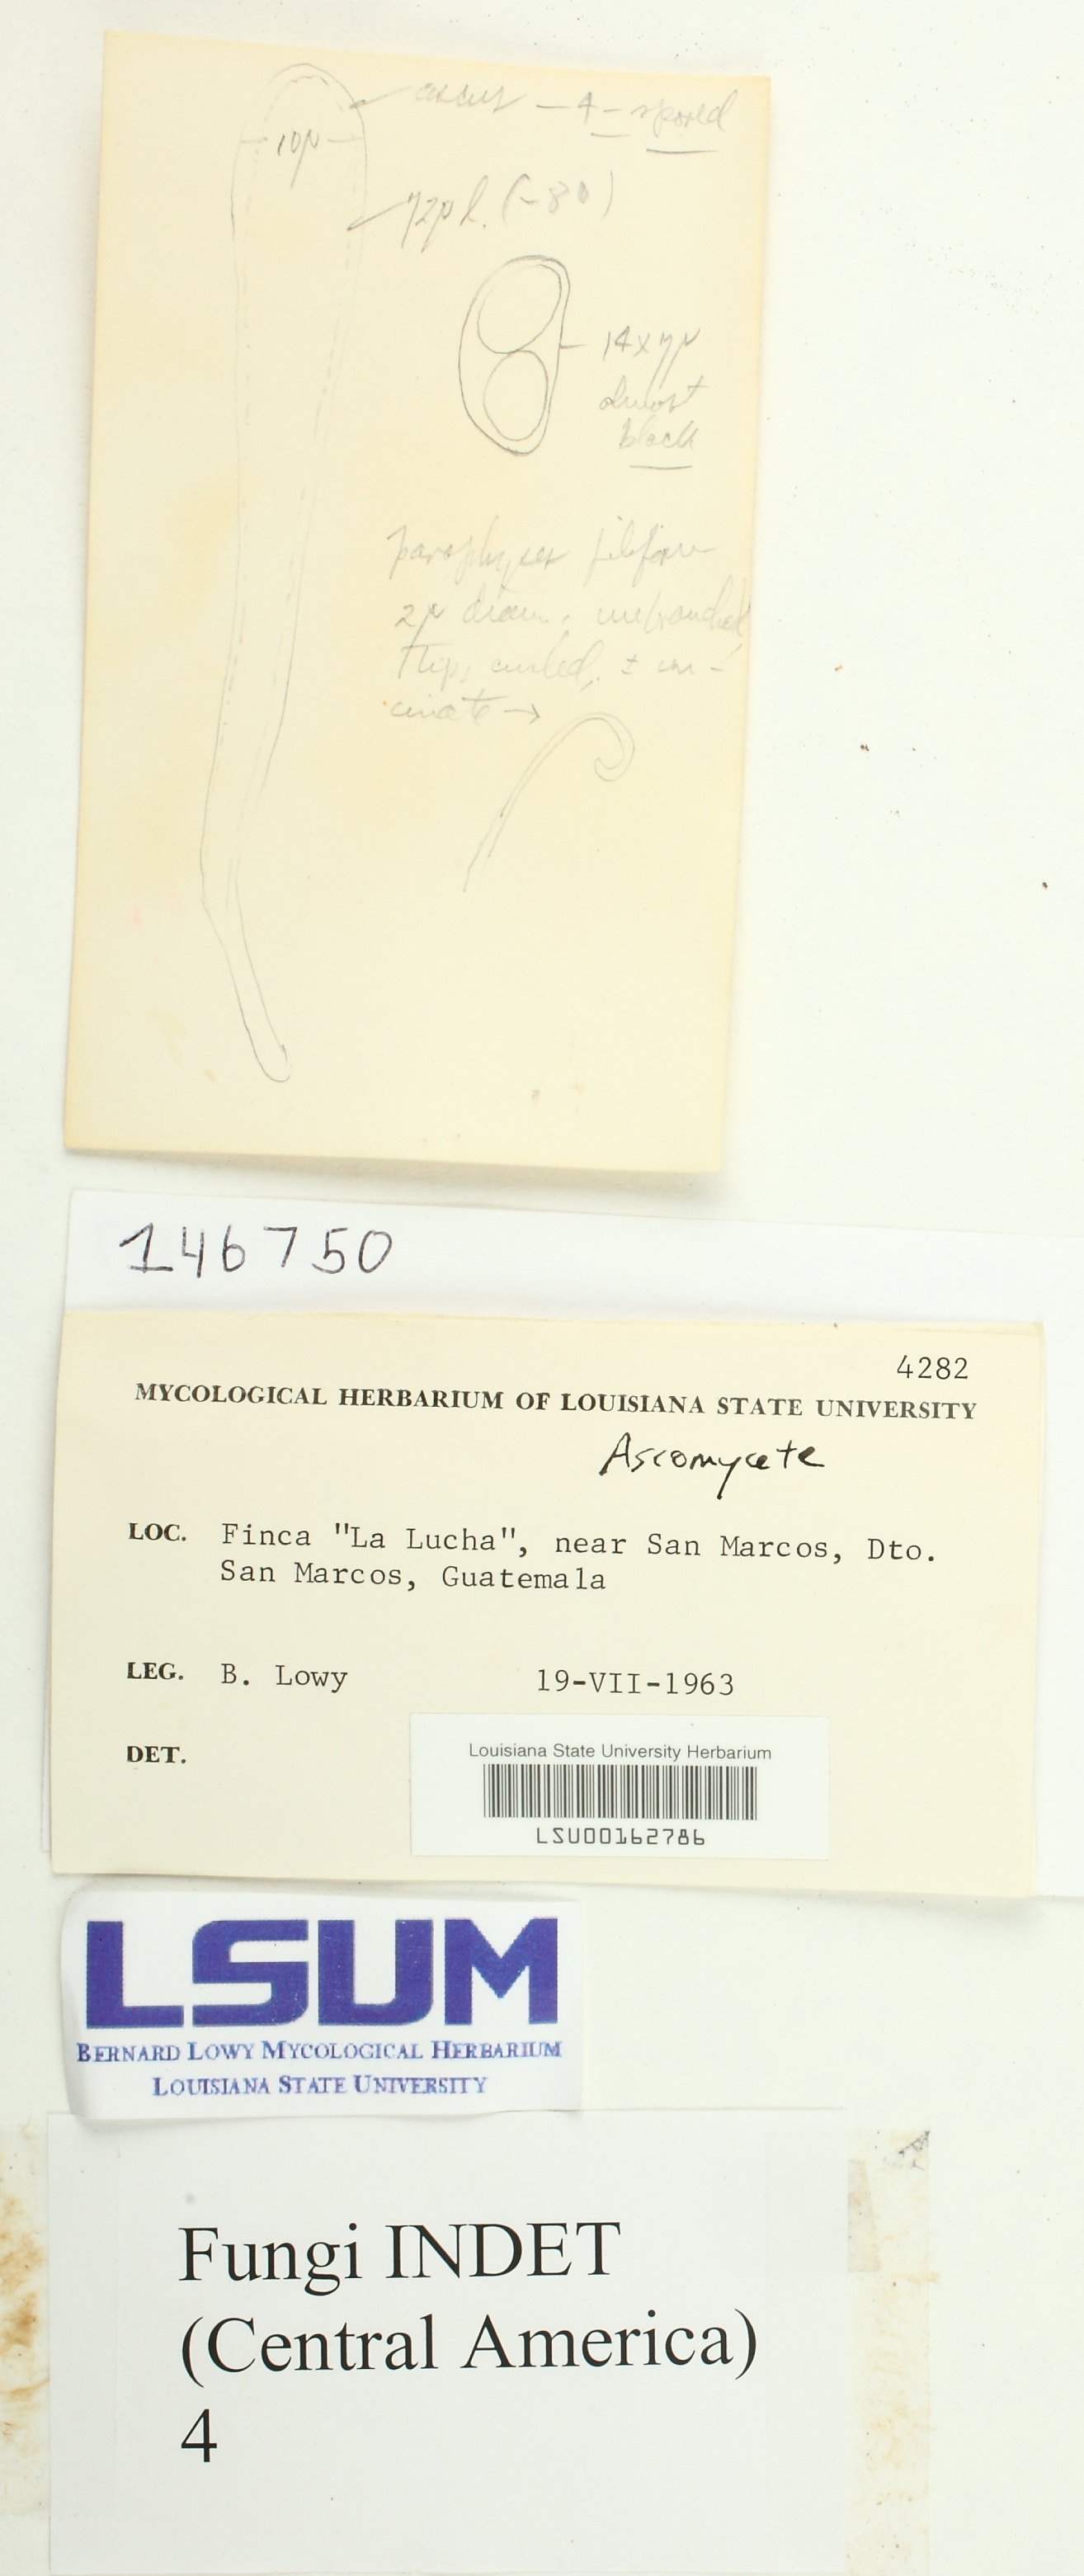 ascus — 4 - spored
10μ
72μ l. (-80)
14 x 7μ
almost
black
paraphyses filiform
2μ diam., unbranched
tips curled, ± un-
cinate →
146750
4282
MYCOLOGICAL HERBARIUM OF LOUISIANA STATE UNIVERSITY
Ascomycete
LOC. Finca "La Lucha", near San Marcos, Dto.
San Marcos, Guatemala
LEG. B. Lowy 19-VII-1963
DET.
Louisiana State University Herbarium
LSU00162786
LSUM
BERNARD LOWY MYCOLOGICAL HERBARIUM
LOUISIANA STATE UNIVERSITY
Fungi INDET
(Central America)
4